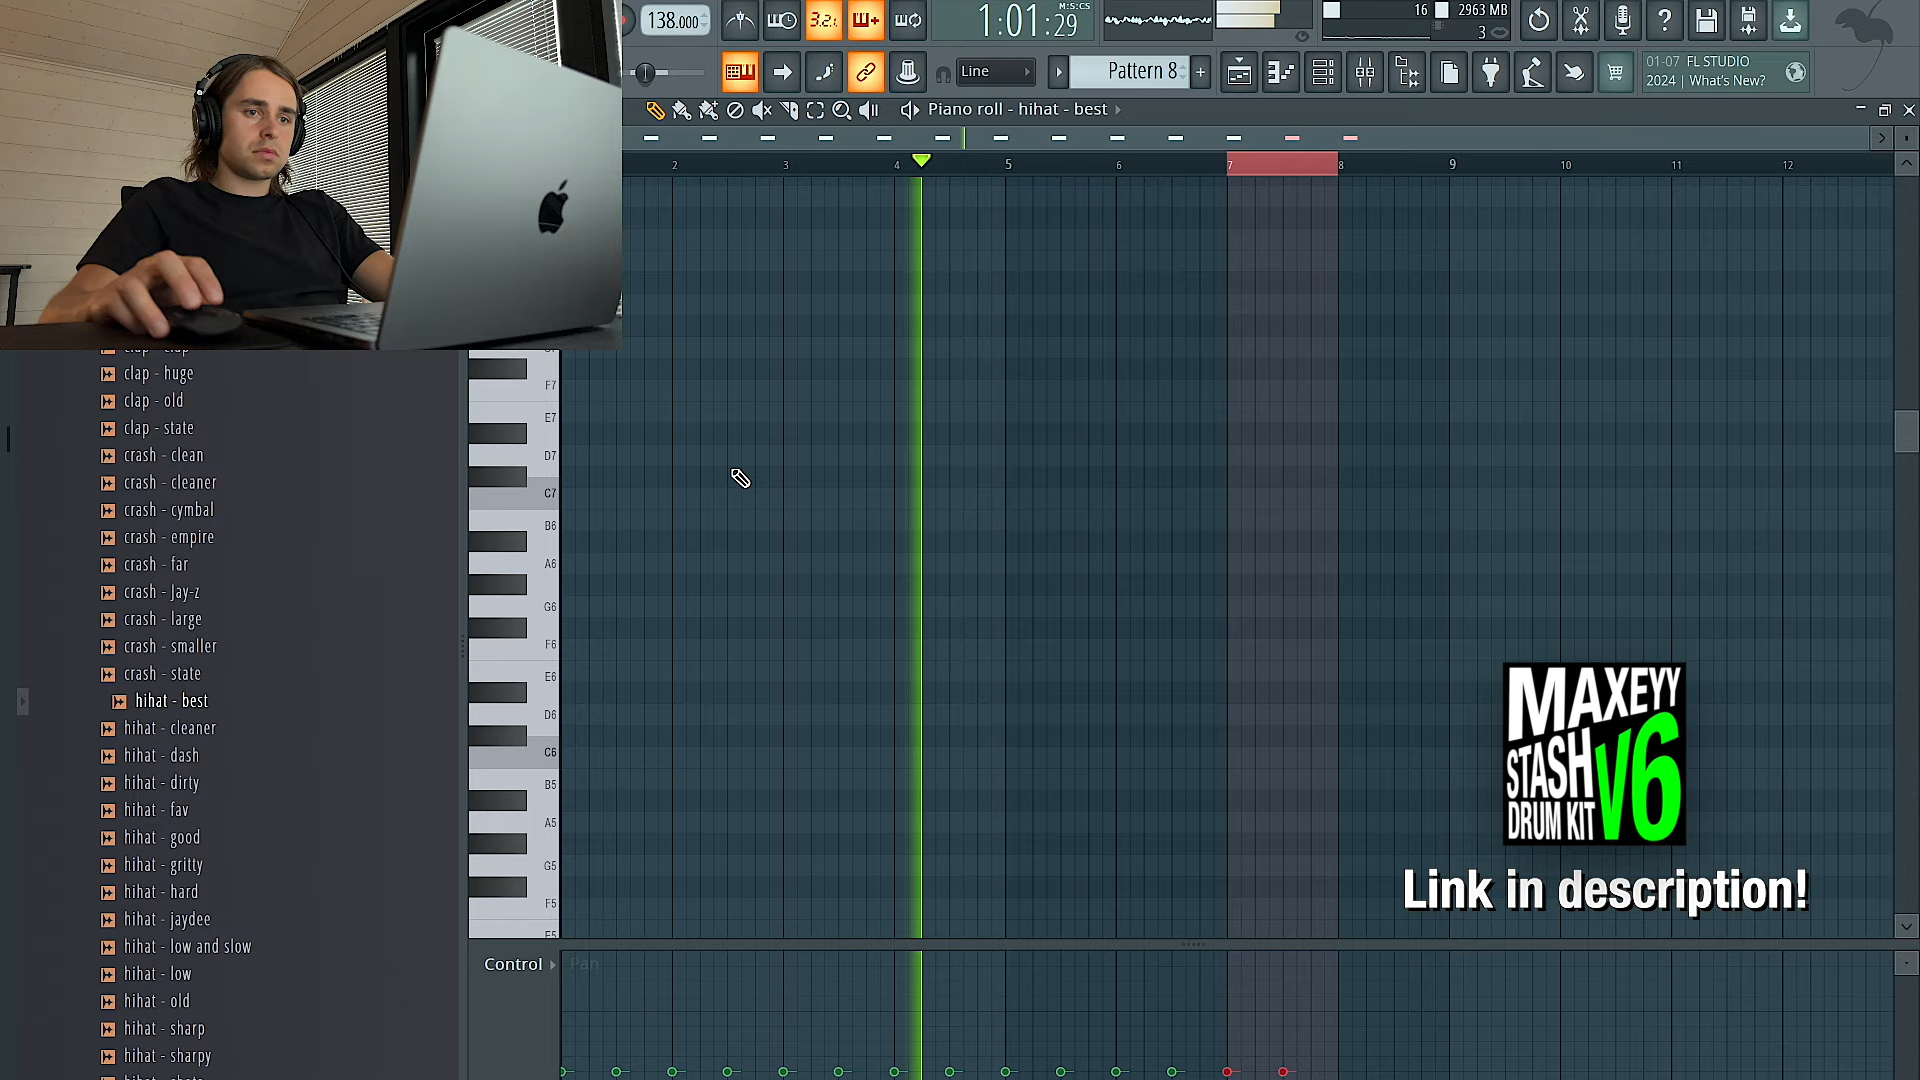 138.000
3.2.
1:01:29
M:S:CS
16
2963 MB
3
Line
Pattern 8
+
01-07 FL STUDIO
2024 | What's New?
Piano roll - hihat - best
2 3 4 5 6 7 8 9 10 11 12
clap - huge
clap - old
clap - state
crash - clean
crash - cleaner
crash - cymbal
crash - empire
crash - far
crash - Jay-z
crash - large
crash - smaller
crash - state
hihat - best
hihat - cleaner
hihat - dash
hihat - dirty
hihat - fav
hihat - good
hihat - gritty
hihat - hard
hihat - jaydee
hihat - low and slow
hihat - low
hihat - old
hihat - sharp
hihat - sharpy
F7
E7
D7
C7
B6
A6
G6
F6
E6
D6
C6
B5
A5
G5
F5
E5
MAXEYY
STASH
DRUM KIT
V6
Link in description!
Control
Pan